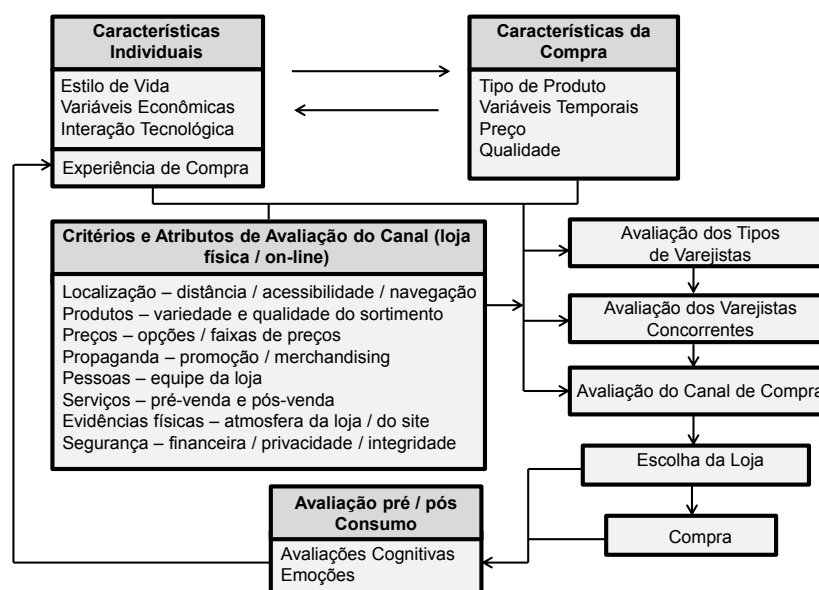 Características
Individuais
Estilo de Vida
Variáveis Econômicas
Interação Tecnológica
Experiência de Compra
Características da
Compra
Tipo de Produto
Variáveis Temporais
Preço
Qualidade
Critérios e Atributos de Avaliação do Canal (loja
física / on-line)
Localização – distância / acessibilidade / navegação
Produtos – variedade e qualidade do sortimento
Preços – opções / faixas de preços
Propaganda – promoção / merchandising
Pessoas – equipe da loja
Serviços – pré-venda e pós-venda
Evidências físicas – atmosfera da loja / do site
Segurança – financeira / privacidade / integridade
Avaliação dos Tipos
de Varejistas
Avaliação dos Varejistas
Concorrentes
Avaliação do Canal de Compra
Escolha da Loja
Compra
Avaliação pré / pós
Consumo
Avaliações Cognitivas
Emoções